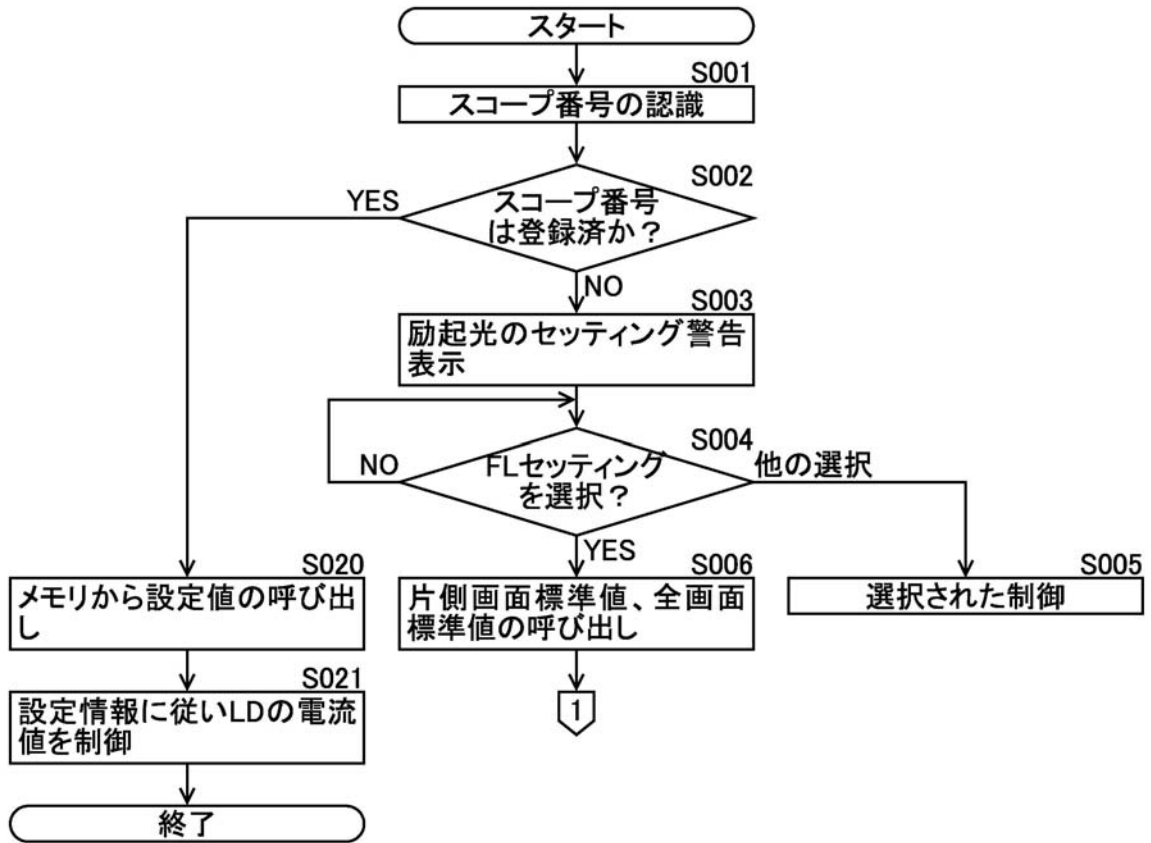 スタート
S001
スコープ番号の認識
S002
YES
スコープ番号
は登録済か？
NO
S003
励起光のセッティング警告
表示
S004
NO
FLセッティング
を選択？
他の選択
YES
S020
メモリから設定値の呼び出
し
S006
片側画面標準値、全画面
標準値の呼び出し
S005
選択された制御
S021
設定情報に従いLDの電流
値を制御
1
終了